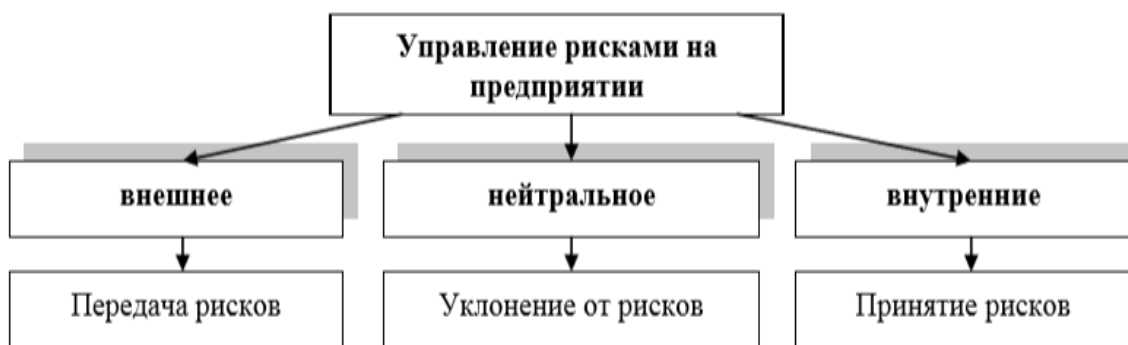 Управление рисками на
предприятии
внешнее
нейтральное
внутренние
Передача рисков
Уклонение от рисков
Принятие рисков